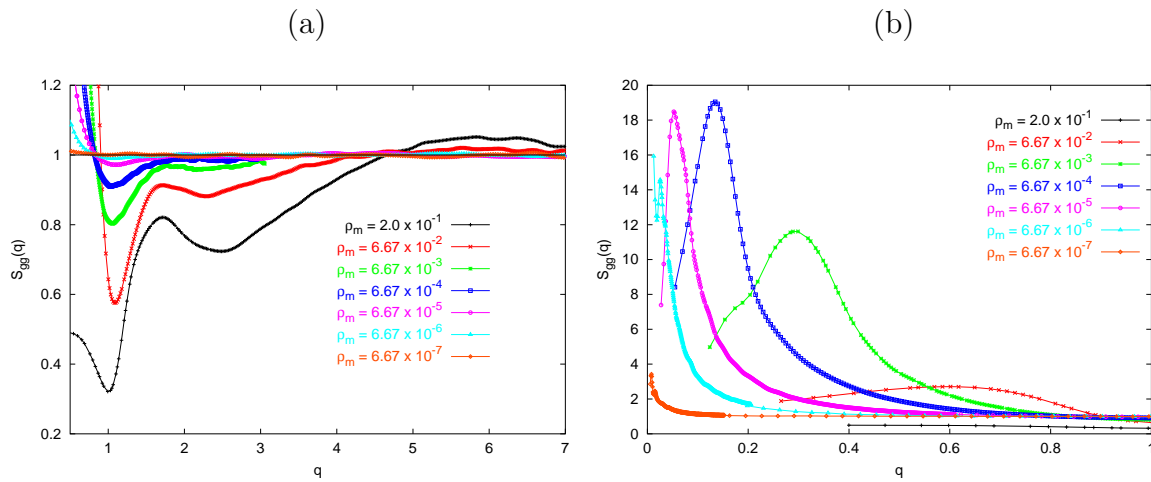 (a)
(b)
S_gg(q)
1.2
1
0.8
0.6
0.4
0.2
1 2 3 4 5 6 7
q
ρ_m = 2.0 x 10^-1
ρ_m = 6.67 x 10^-2
ρ_m = 6.67 x 10^-3
ρ_m = 6.67 x 10^-4
ρ_m = 6.67 x 10^-5
ρ_m = 6.67 x 10^-6
ρ_m = 6.67 x 10^-7
S_gg(q)
20
18
16
14
12
10
8
6
4
2
0
0 0.2 0.4 0.6 0.8 1
q
ρ_m = 2.0 x 10^-1
ρ_m = 6.67 x 10^-2
ρ_m = 6.67 x 10^-3
ρ_m = 6.67 x 10^-4
ρ_m = 6.67 x 10^-5
ρ_m = 6.67 x 10^-6
ρ_m = 6.67 x 10^-7